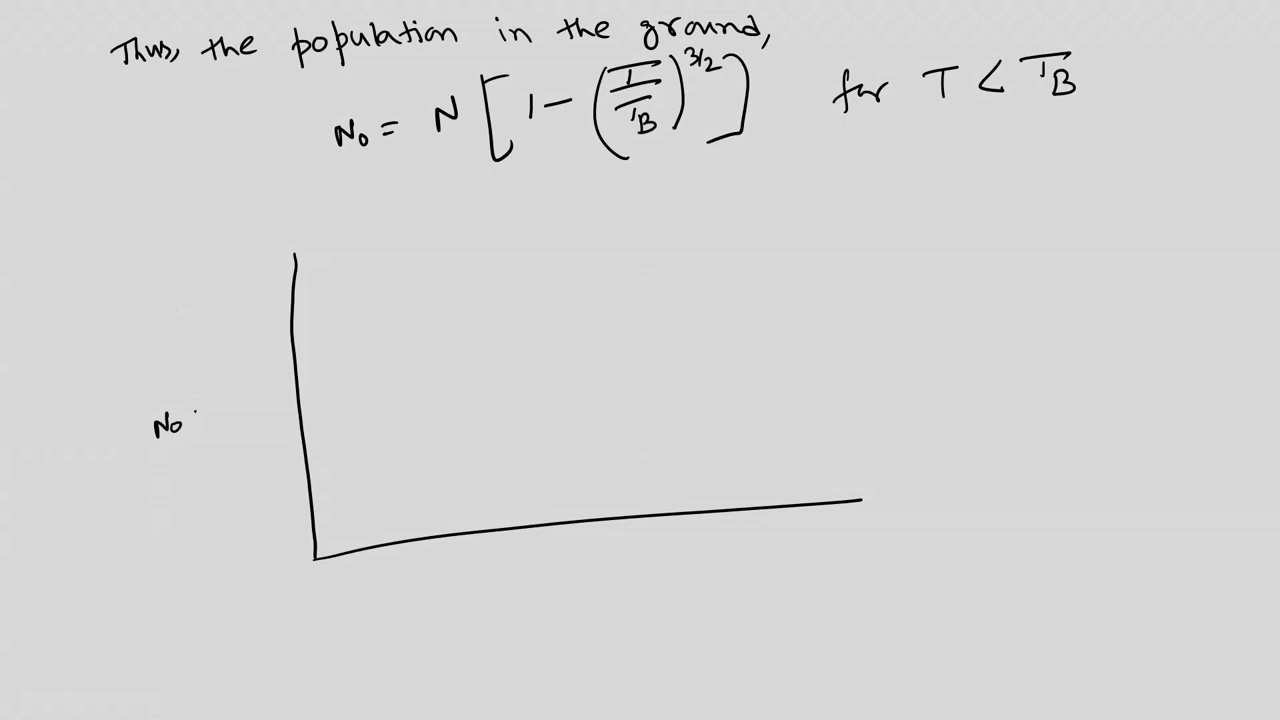 Thus, the population in the ground,
N₀ = N [1 - (T/T_B)^{3/2}] for T < T_B
N₀